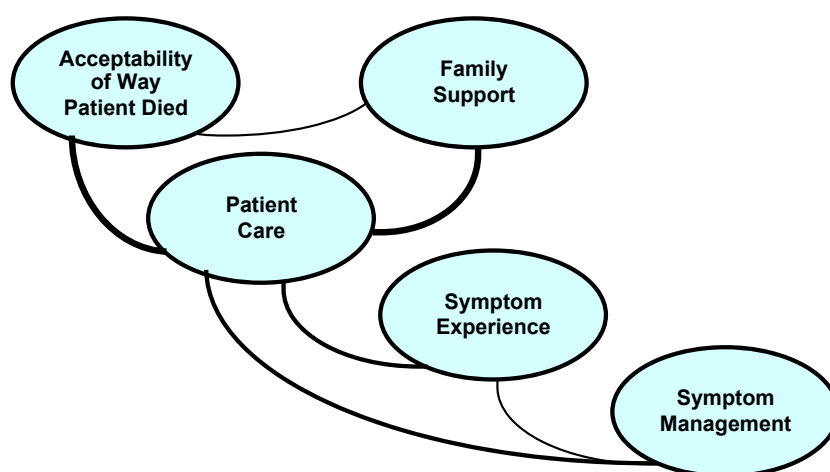 Acceptability
of Way
Patient Died
Family
Support
Patient
Care
Symptom
Experience
Symptom
Management